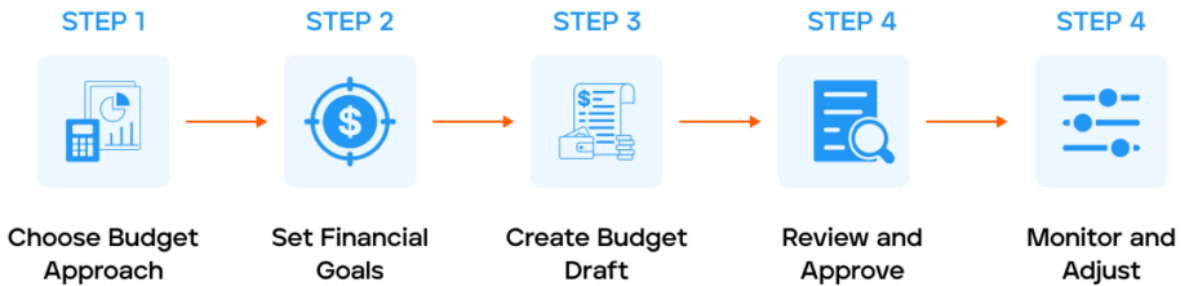 STEP 1
STEP 2
STEP 3
STEP 4
STEP 4
$
$
Choose Budget
Approach
Set Financial
Goals
Create Budget
Draft
Review and
Approve
Monitor and
Adjust